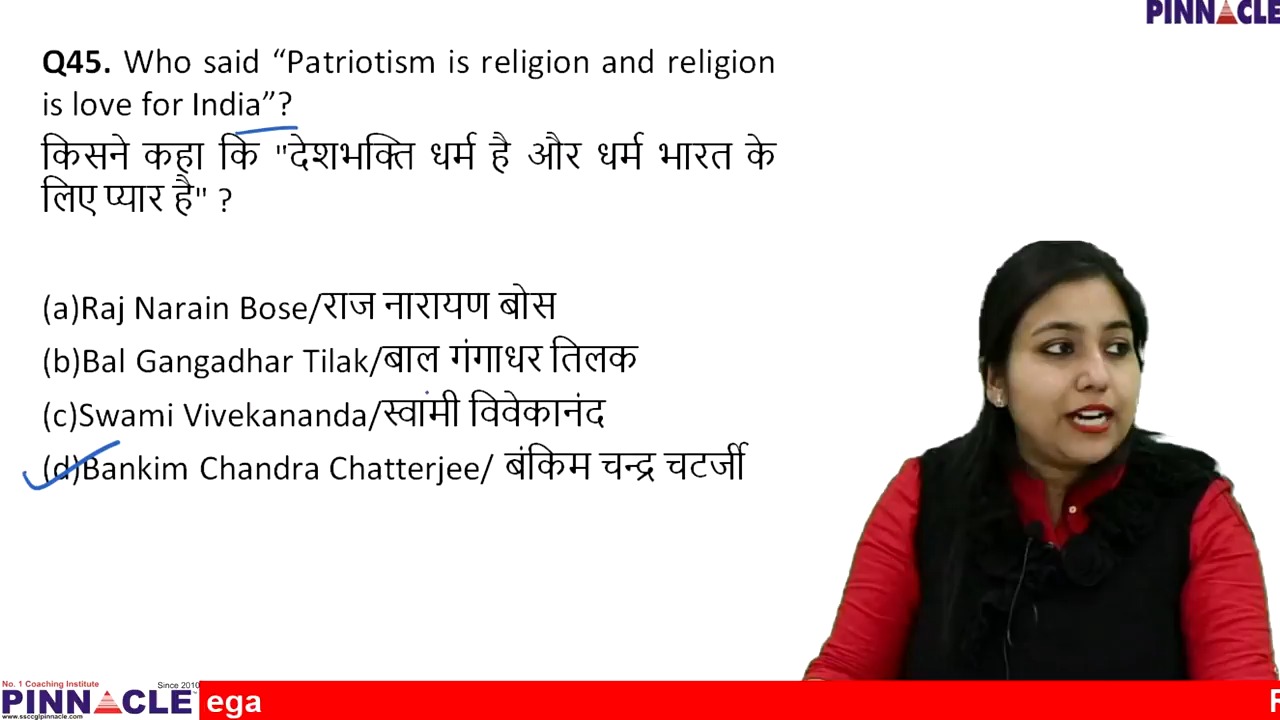 PINNACLE
Q45. Who said “Patriotism is religion and religion
is love for India”?
किसने कहा कि "देशभक्ति धर्म है और धर्म भारत के
लिए प्यार है" ?
(a)Raj Narain Bose/राज नारायण बोस
(b)Bal Gangadhar Tilak/बाल गंगाधर तिलक
(c)Swami Vivekananda/स्वामी विवेकानंद
(d)Bankim Chandra Chatterjee/ बंकिम चन्द्र चटर्जी
No. 1 Coaching Institute
Since 2010
PINNACLE
www.ssccglpinnacle.com
ega